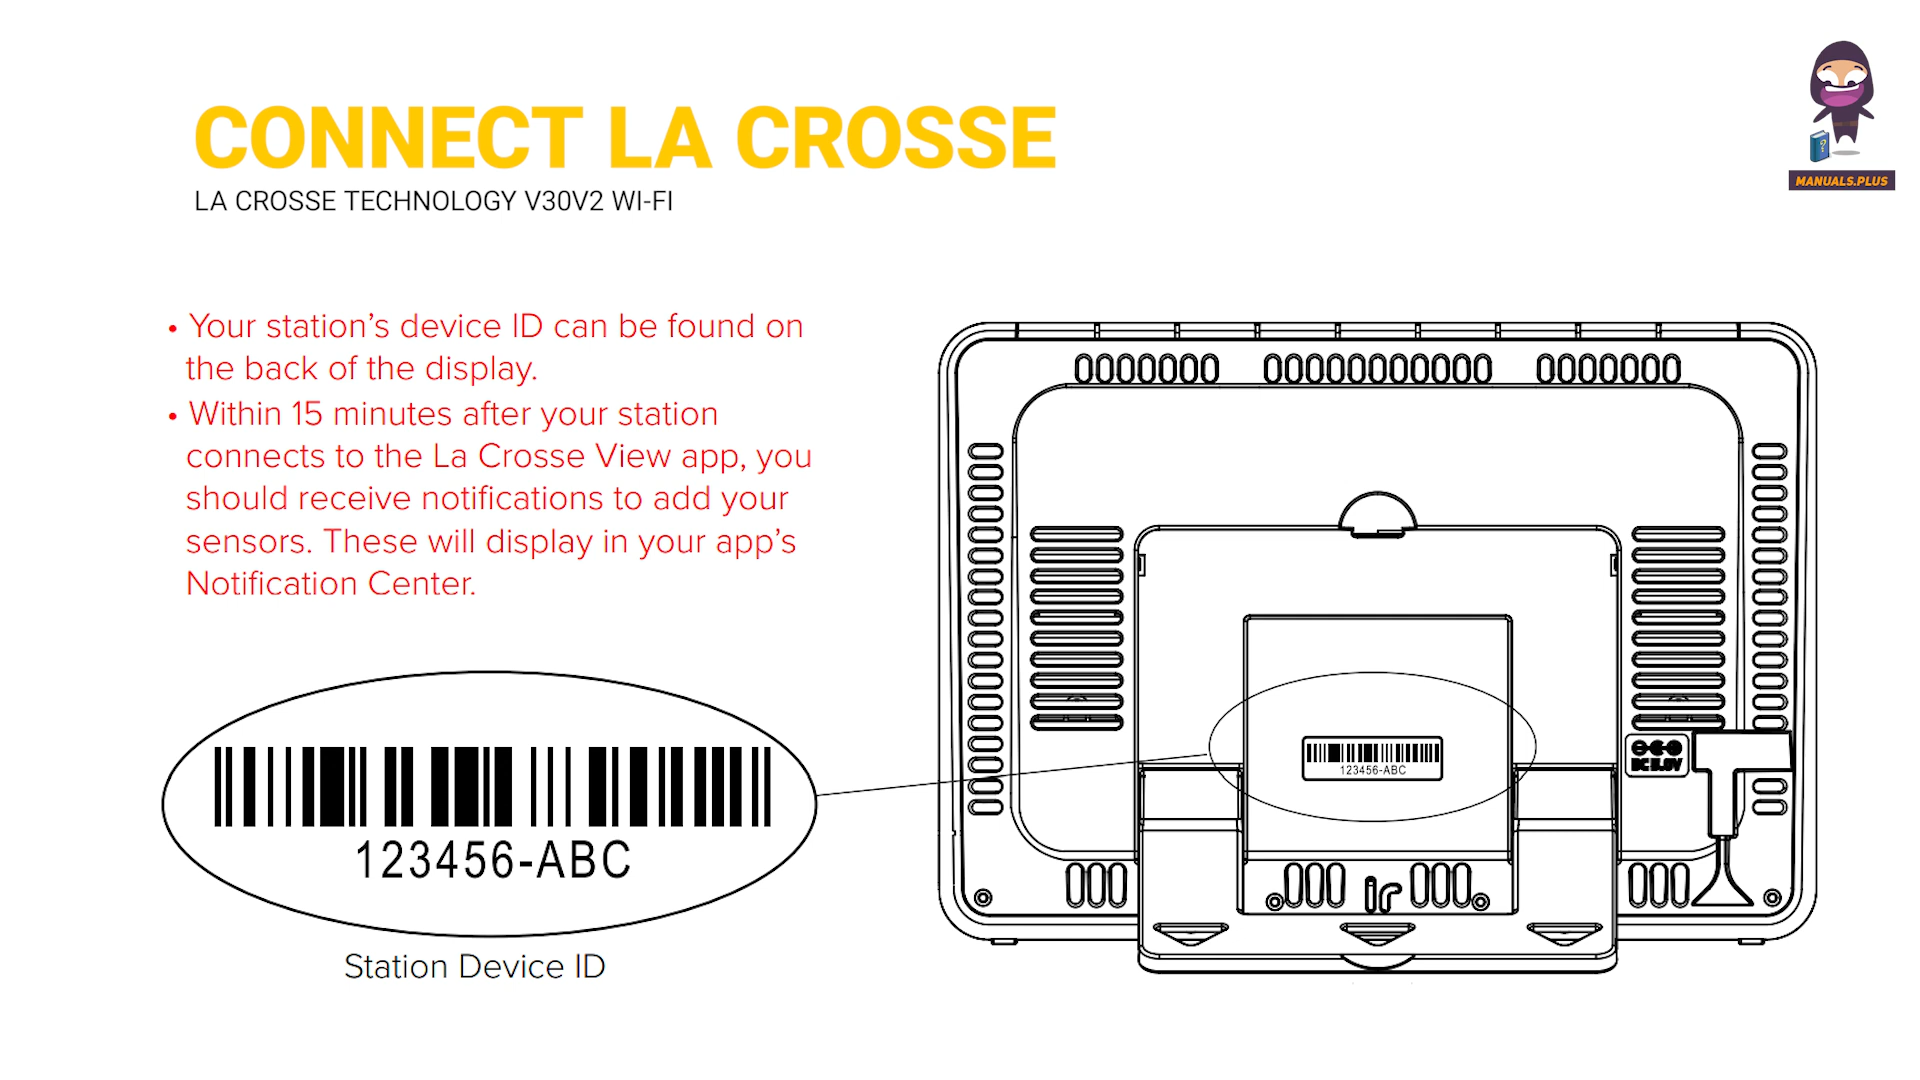 CONNECT LA CROSSE
LA CROSSE TECHNOLOGY V30V2 WI-FI
MANUALS.PLUS
• Your station’s device ID can be found on
the back of the display.
• Within 15 minutes after your station
connects to the La Crosse View app, you
should receive notifications to add your
sensors. These will display in your app’s
Notification Center.
123456-ABC
Station Device ID
123456-ABC
DC 5.0V